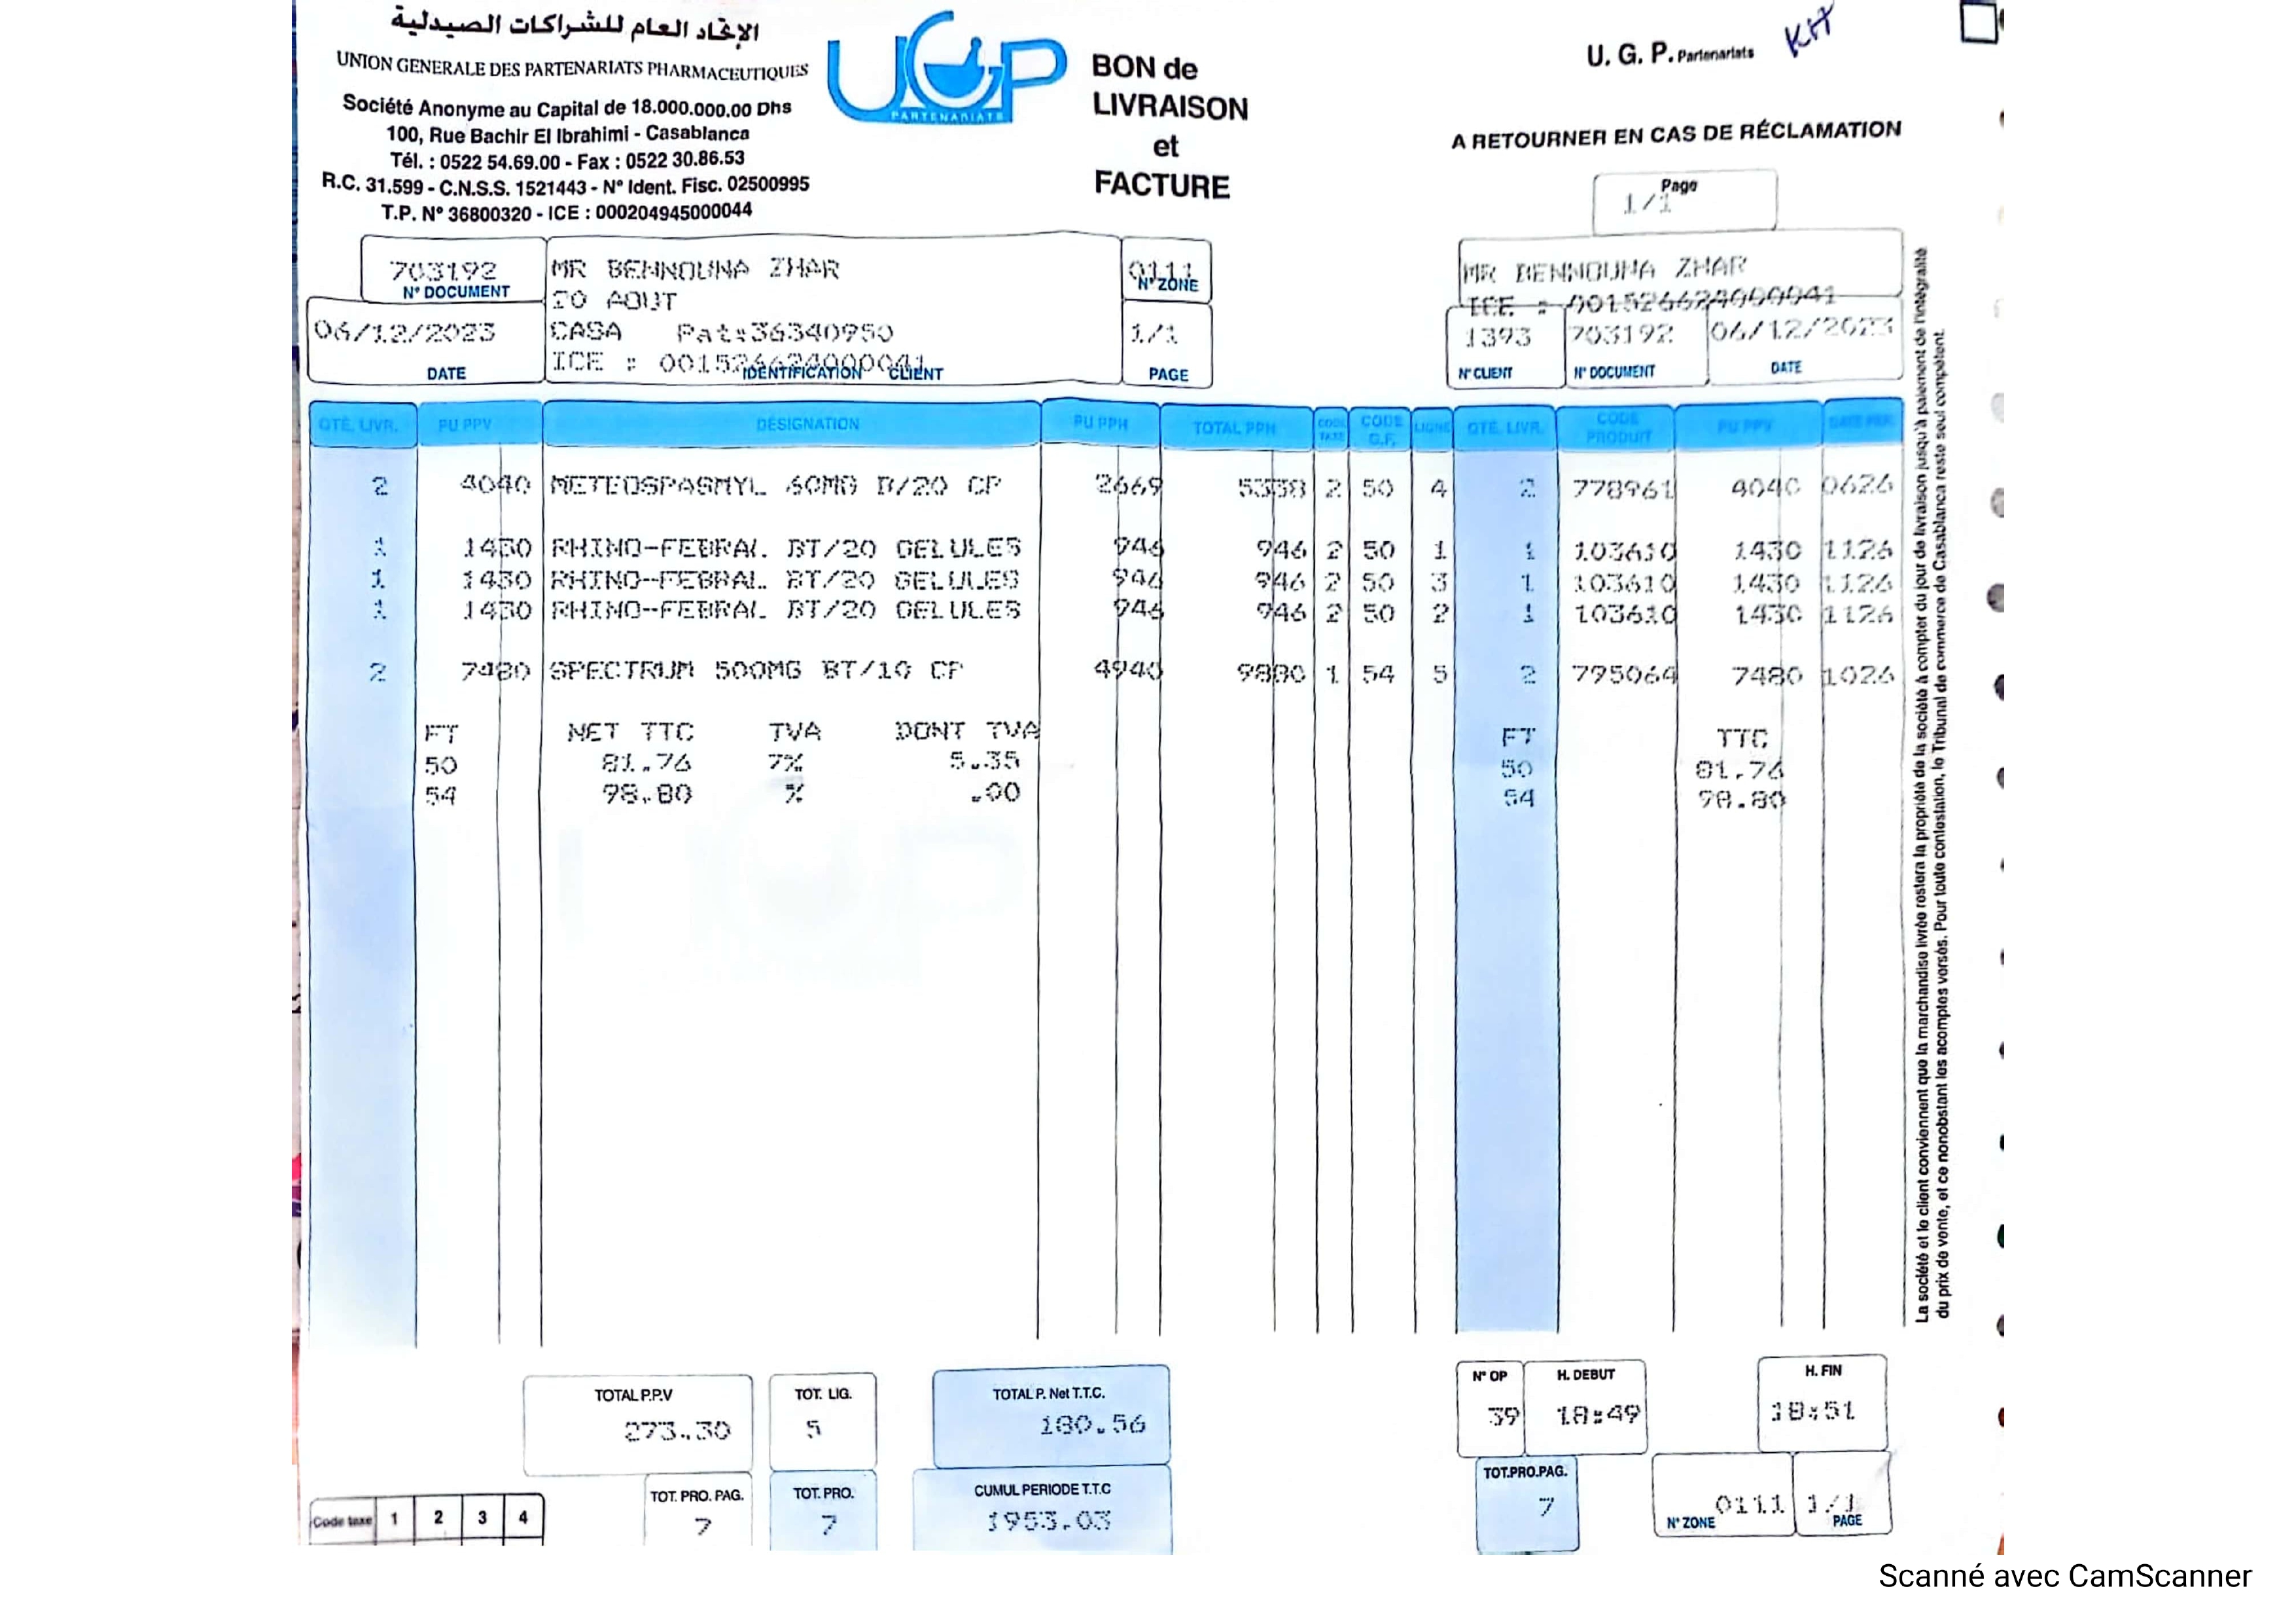 الإتحاد العام للشراكات الصيدلية
UNION GENERALE DES PARTENARIATS PHARMACEUTIQUES
Société Anonyme au Capital de 18.000.000.00 Dhs
100, Rue Bachir El Ibrahimi - Casablanca
Tél. : 0522 54.69.00 - Fax : 0522 30.86.53
R.C. 31.599 - C.N.S.S. 1521443 - N° Ident. Fisc. 02500995
T.P. N° 36800320 - ICE : 000204945000044
UGP
PARTENARIATS
BON de
LIVRAISON
et
FACTURE
U. G. P. Partenariats
A RETOURNER EN CAS DE RÉCLAMATION
Page
1/1
703192
N° DOCUMENT
06/12/2023
DATE
MR BENNOUNA ZHAR
20 AOUT
CASA Pat:36340950
ICE : 001526624000041
IDENTIFICATION CLIENT
0111
N° ZONE
1/1
PAGE
MR BENNOUNA ZHAR
ICE : 001526624000041
1393 703192 06/12/2023
N° CLIENT N° DOCUMENT DATE
QTÉ. LIVR. PU PPV DÉSIGNATION PU PPH TOTAL PPH CODE TAXE CODE G.F. LIGNE QTÉ. LIVR. CODE PRODUIT PU PPV DATE PER.
2 4040 METEOSPASMYL 60MG B/20 CP 2669 5338 2 50 4 2 778961 4040 0626
1 1430 RHINO-FEBRAL BT/20 GELULES 946 946 2 50 1 1 103610 1430 1126
1 1430 RHINO-FEBRAL BT/20 GELULES 946 946 2 50 3 1 103610 1430 1126
1 1430 RHINO-FEBRAL BT/20 GELULES 946 946 2 50 2 1 103610 1430 1126
2 7480 SPECTRUM 500MG BT/10 CP 4940 9880 1 54 5 2 795064 7480 1026
FT NET TTC TVA DONT TVA FT TTC
50 81.76 7% 5.35 50 81.76
54 98.80 % .00 54 98.80
La société et le client conviennent que la marchandise livrée restera la propriété de la société à compter du jour de livraison jusqu'à paiement de l'intégralité
du prix de vente, et ce nonobstant les acomptes versés. Pour toute contestation, le Tribunal de commerce de Casablanca reste seul compétent.
TOTAL P.P.V
273.30
TOT. LIG.
5
TOTAL P. Net T.T.C.
180.56
N° OP
39
H. DEBUT
18:49
H. FIN
18:51
Code taxe 1 2 3 4
TOT. PRO. PAG.
7
TOT. PRO.
7
CUMUL PERIODE T.T.C
1953.03
TOT.PRO.PAG.
7
0111
N° ZONE
1/1
PAGE
Scanné avec CamScanner